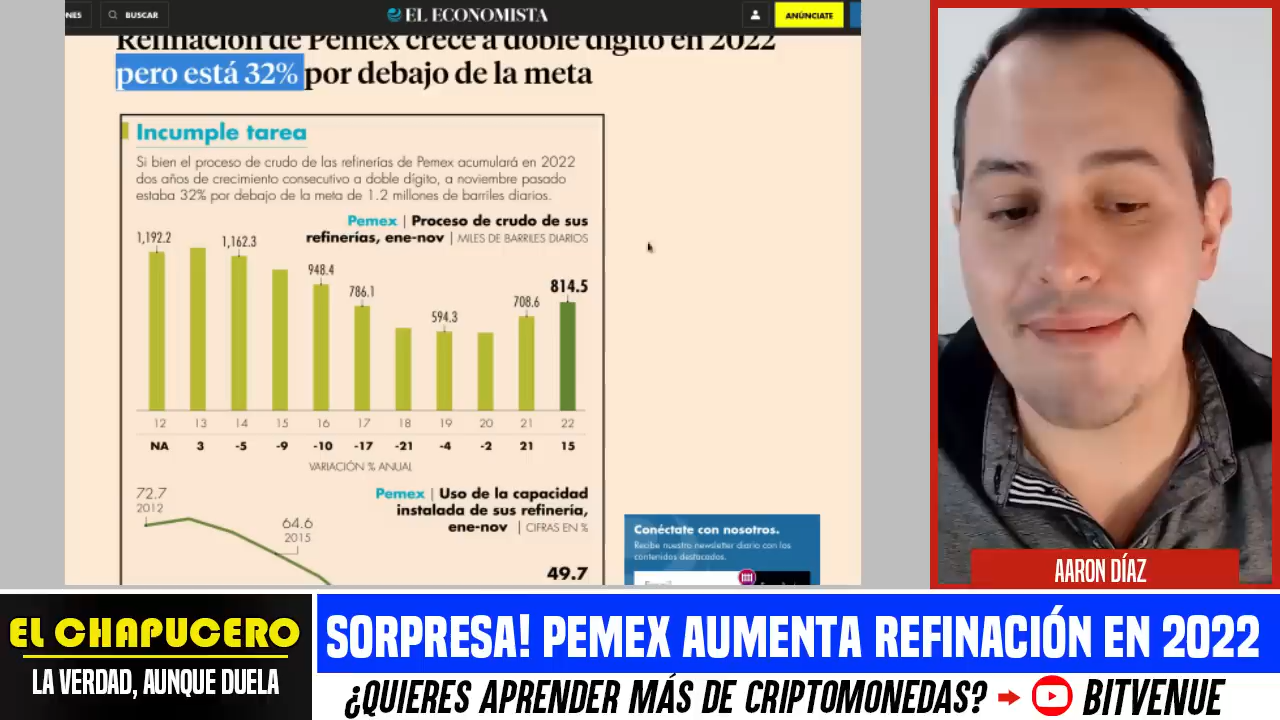 NES
BUSCAR
EL ECONOMISTA
ANÚNCIATE
Refinación de Pemex crece a doble dígito en 2022
pero está 32% por debajo de la meta
Incumple tarea
Si bien el proceso de crudo de las refinerías de Pemex acumulará en 2022
dos años de crecimiento consecutivo a doble dígito, a noviembre pasado
estaba 32% por debajo de la meta de 1.2 millones de barriles diarios.
Pemex | Proceso de crudo de sus
refinerías, ene-nov | MILES DE BARRILES DIARIOS
1,192.2
1,162.3
948.4
786.1
594.3
708.6
814.5
12 13 14 15 16 17 18 19 20 21 22
NA 3 -5 -9 -10 -17 -21 -4 -2 21 15
VARIACIÓN % ANUAL
Pemex | Uso de la capacidad
instalada de sus refinería,
ene-nov | CIFRAS EN %
72.7
2012
64.6
2015
49.7
Conéctate con nosotros.
Recibe nuestro newsletter diario con los
contenidos destacados.
AARON DÍAZ
EL CHAPUCERO
LA VERDAD, AUNQUE DUELA
SORPRESA! PEMEX AUMENTA REFINACIÓN EN 2022
¿QUIERES APRENDER MÁS DE CRIPTOMONEDAS? → BITVENUE